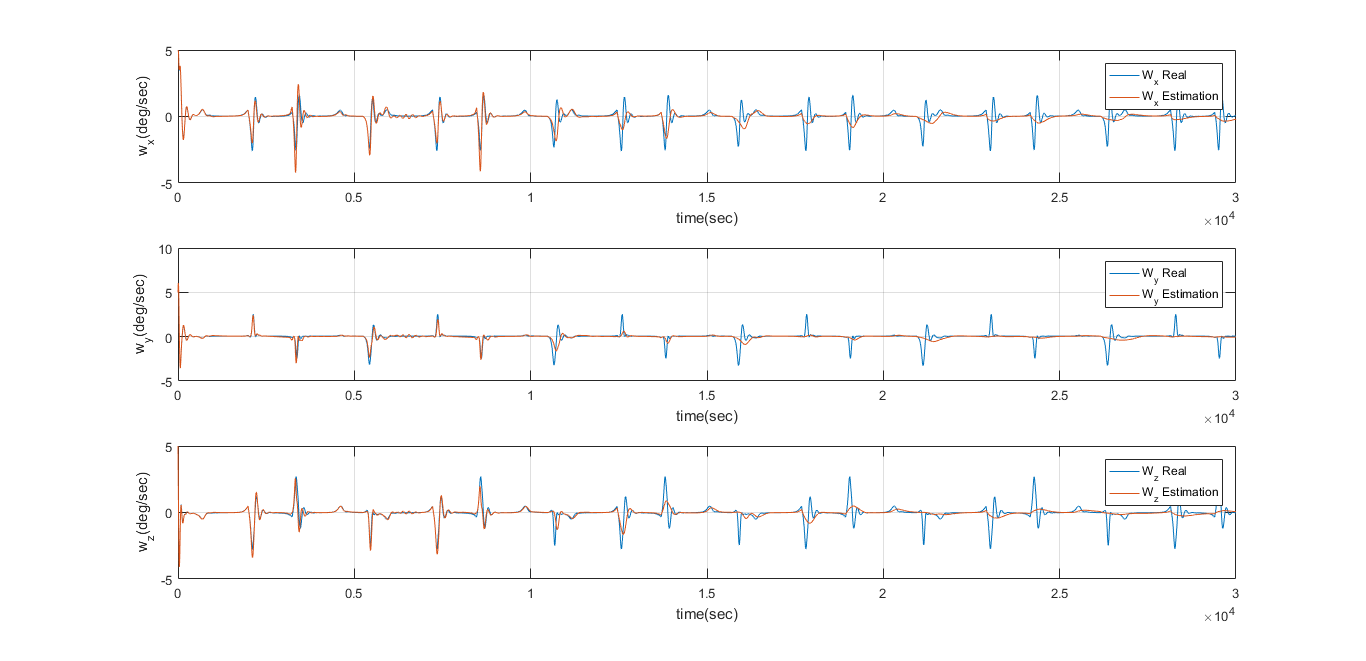 5
0
-5
w_x(deg/sec)
W_x Real
W_x Estimation
0 0.5 1 1.5 2 2.5 3
time(sec)
×10^4
10
5
0
-5
w_y(deg/sec)
W_y Real
W_y Estimation
0 0.5 1 1.5 2 2.5 3
time(sec)
×10^4
5
0
-5
w_z(deg/sec)
W_z Real
W_z Estimation
0 0.5 1 1.5 2 2.5 3
time(sec)
×10^4